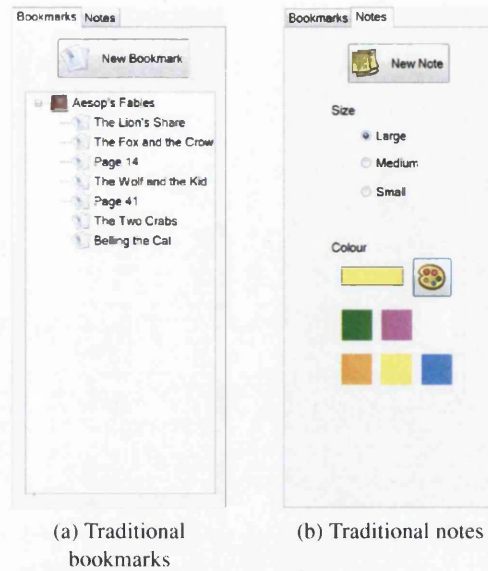 Bookmarks Notes
New Bookmark
Aesop's Fables
The Lion's Share
The Fox and the Crow
Page 14
The Wolf and the Kid
Page 41
The Two Crabs
Belling the Cat
(a) Traditional
bookmarks
Bookmarks Notes
New Note
Size
Large
Medium
Small
Colour
(b) Traditional notes